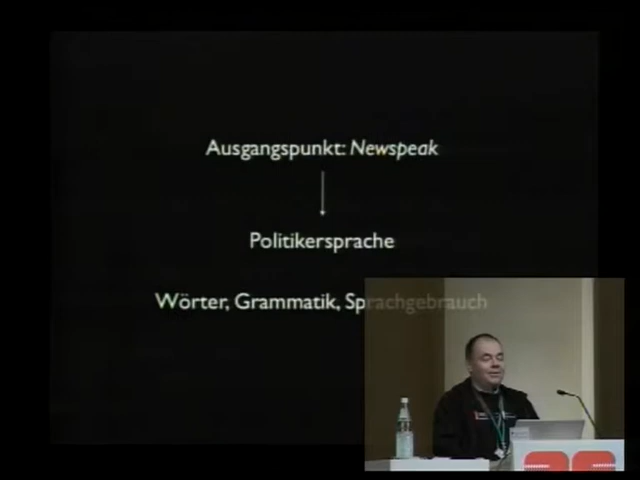 Ausgangspunkt: Newspeak
Politikersprache
Wörter, Grammatik, Sprachgebrauch